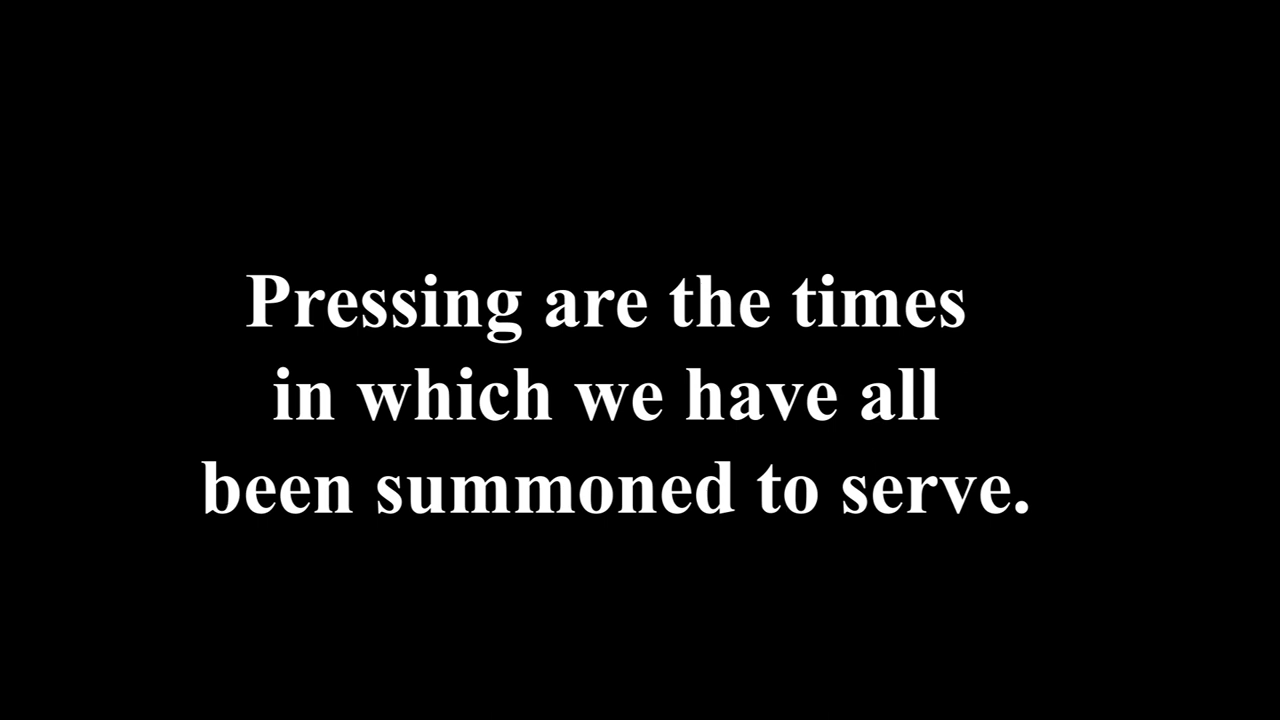 Pressing are the times
in which we have all
been summoned to serve.